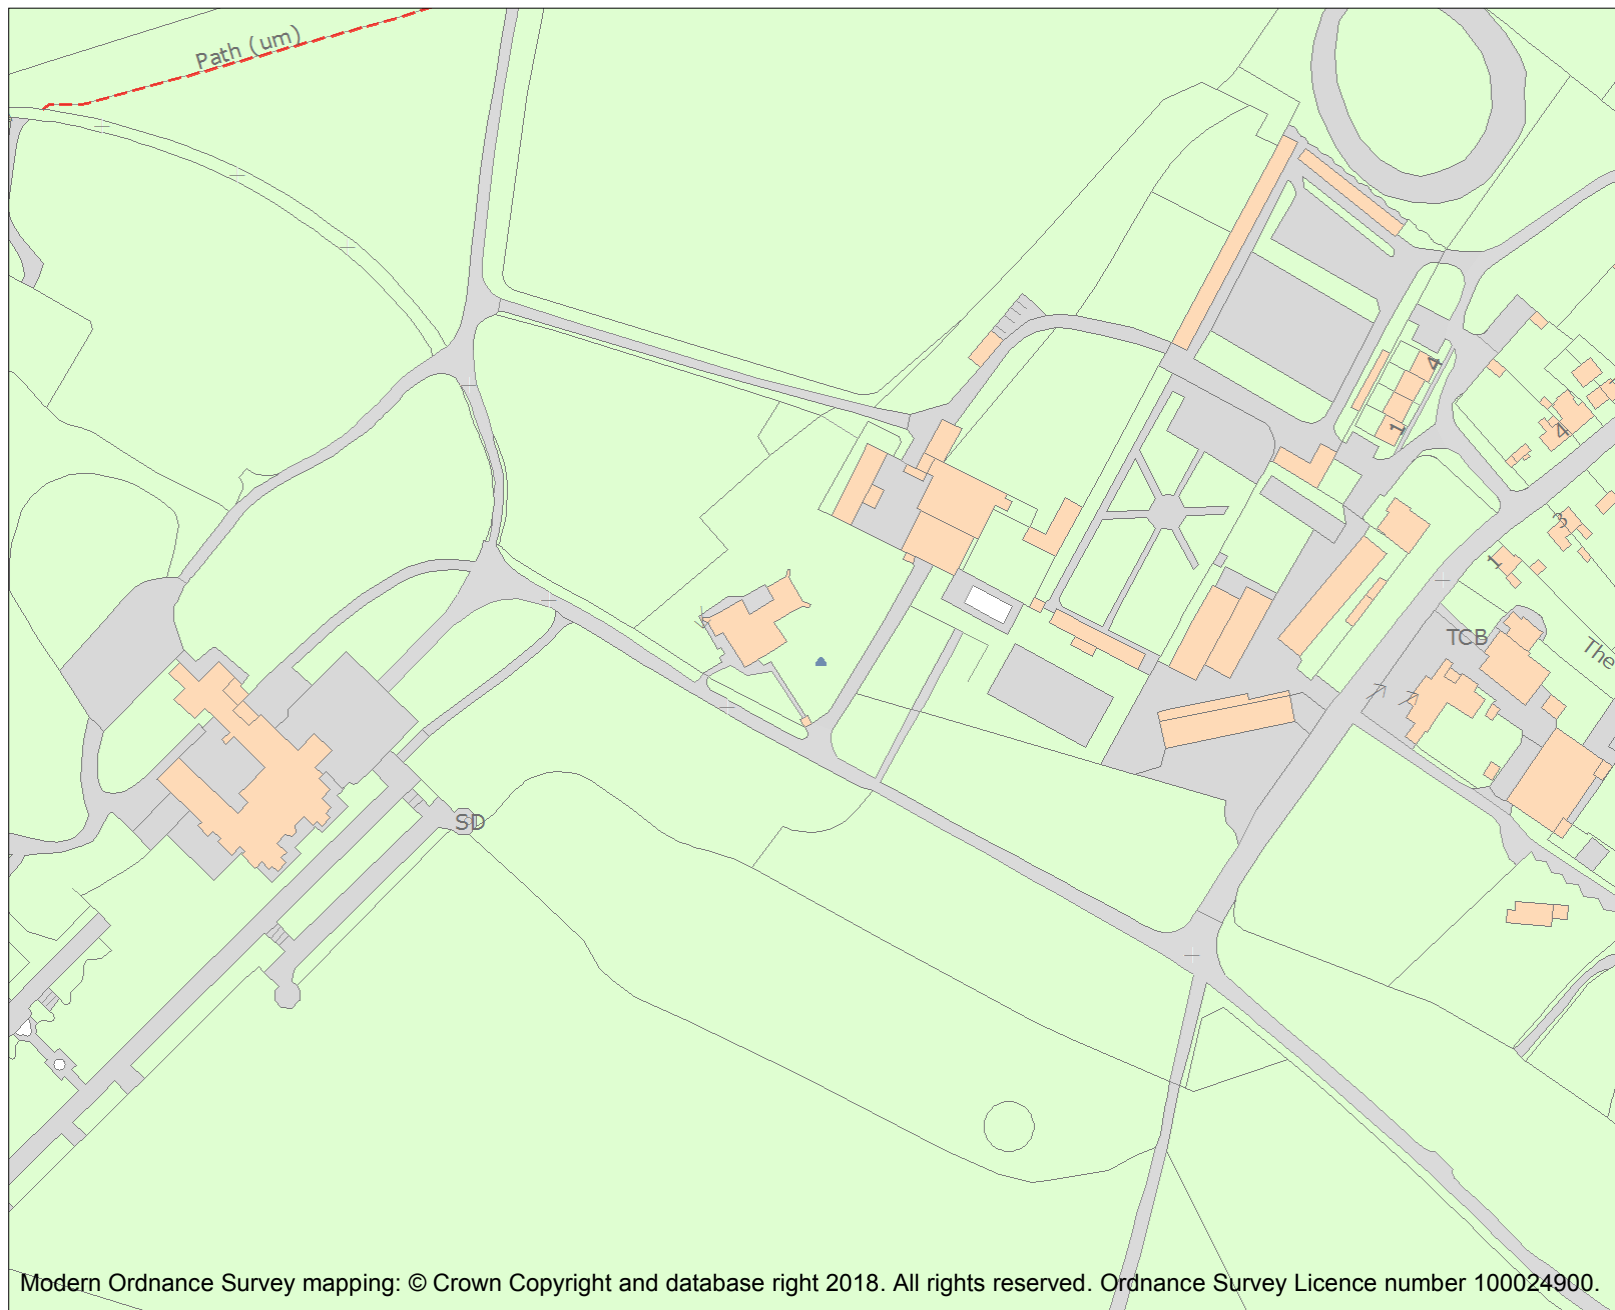 Path (um)
4
1
4
3
1
TCB
The
SD
Modern Ordnance Survey mapping: © Crown Copyright and database right 2018. All rights reserved. Ordnance Survey Licence number 100024900.